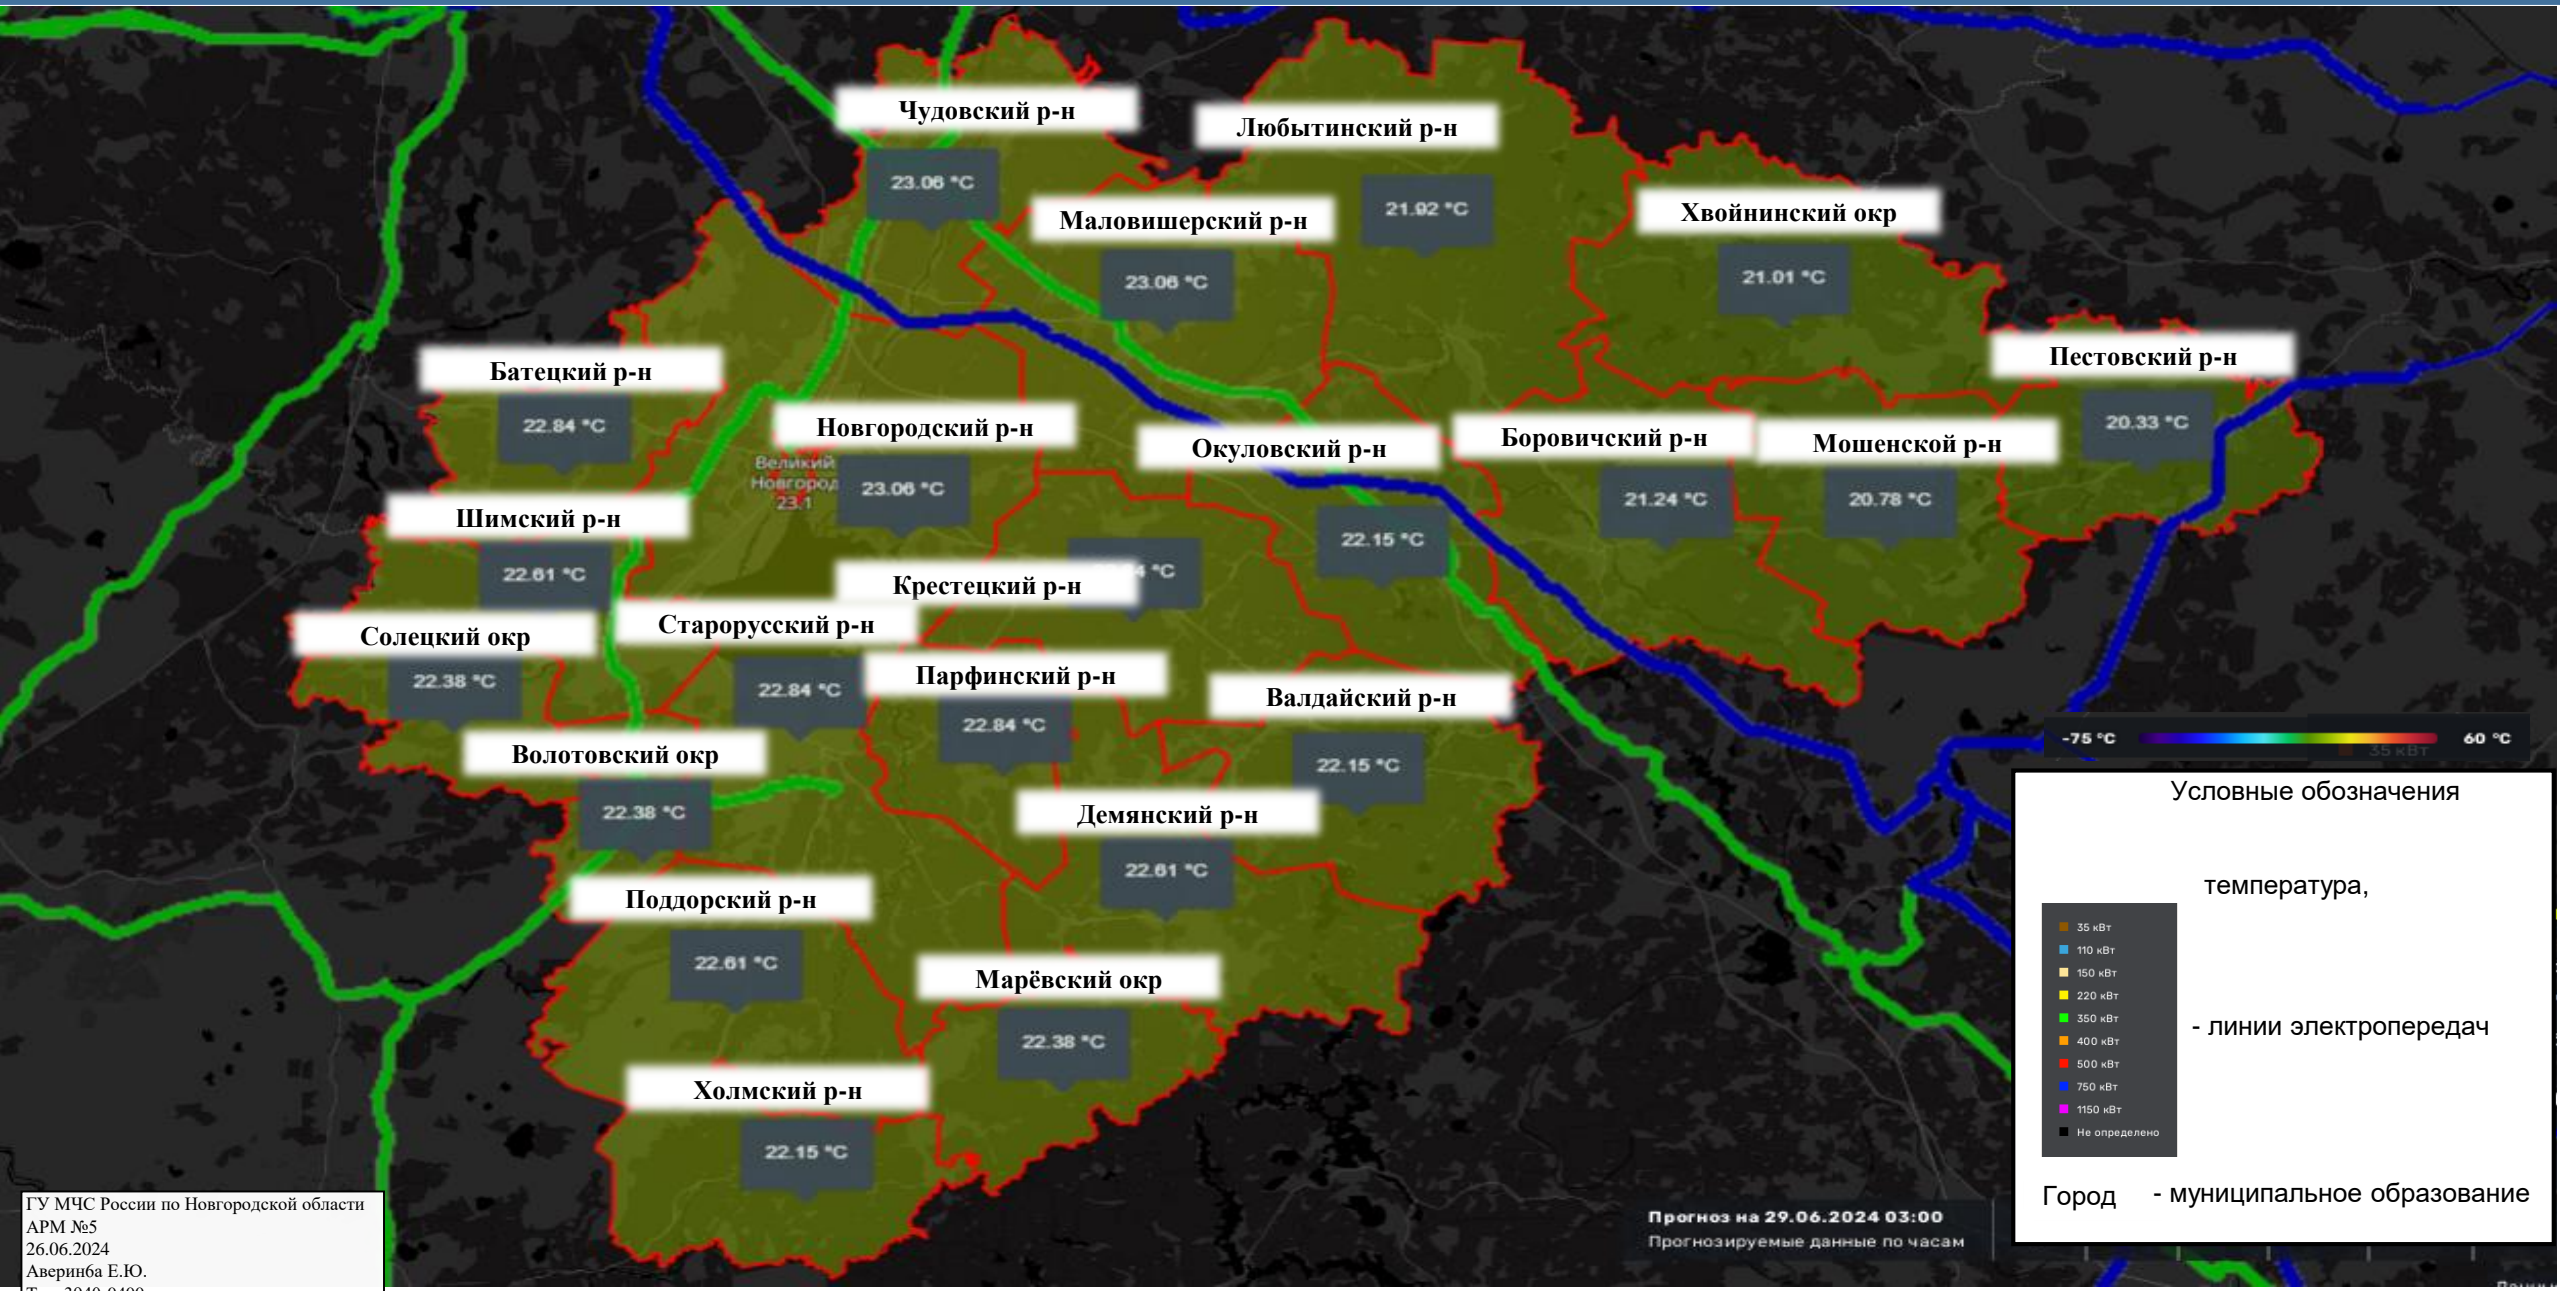 Чудовский р-н
Любытинский р-н
23.06 °C
Маловишерский р-н
21.92 °C
Хвойнинский окр
23.06 °C
21.01 °C
Батецкий р-н
Пестовский р-н
22.84 °C
Новгородский р-н
Окуловский р-н
Боровичский р-н
Мошенской р-н
20.33 °C
Великий
Новгород
23.1
23.06 °C
21.24 °C
20.78 °C
Шимский р-н
22.15 °C
22.61 °C
Крестецкий р-н
4 °C
Солецкий окр
Старорусский р-н
22.38 °C
22.84 °C
Парфинский р-н
Валдайский р-н
22.84 °C
Волотовский окр
22.15 °C
-75 °C
60 °C
35 кВт
22.38 °C
Демянский р-н
22.61 °C
Поддорский р-н
22.61 °C
Марёвский окр
22.38 °C
Холмский р-н
22.15 °C
Условные обозначения
температура,
35 кВт
110 кВт
150 кВт
220 кВт
350 кВт
400 кВт
500 кВт
750 кВт
1150 кВт
Не определено
- линии электропередач
Город - муниципальное образование
Прогноз на 29.06.2024 03:00
Прогнозируемые данные по часам
ГУ МЧС России по Новгородской области
АРМ №5
26.06.2024
Аверин6а Е.Ю.